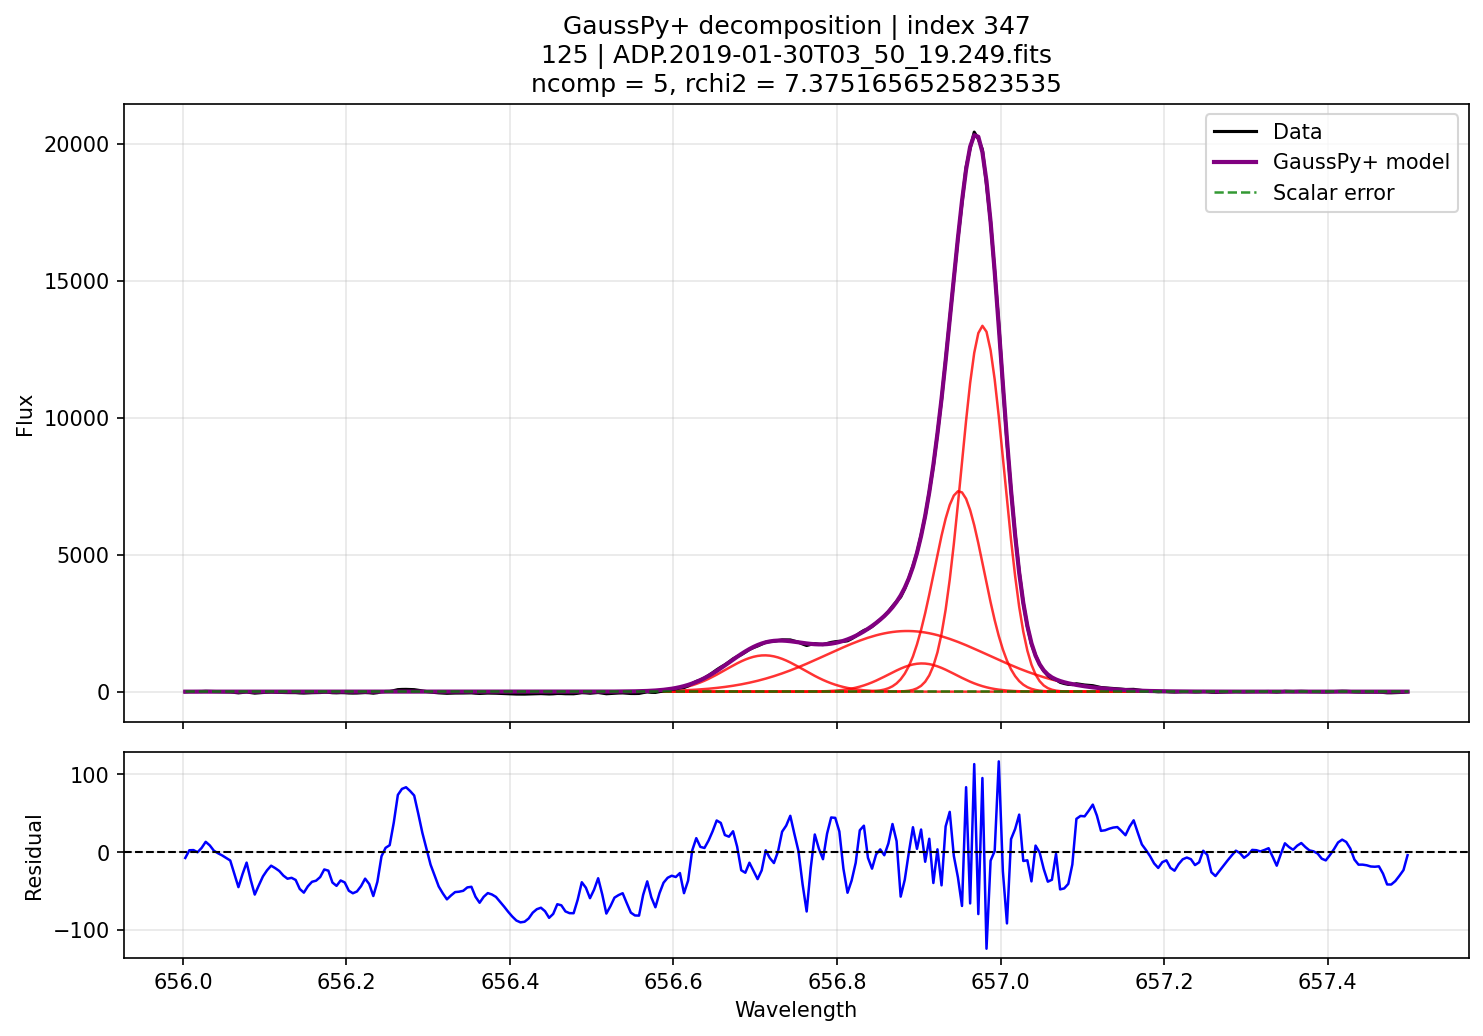 GaussPy+ decomposition | index 347
125 | ADP.2019-01-30T03_50_19.249.fits
ncomp = 5, rchi2 = 7.3751656525823535
Data
GaussPy+ model
Scalar error
Flux
20000
15000
10000
5000
0
Residual
100
0
−100
656.0 656.2 656.4 656.6 656.8 657.0 657.2 657.4
Wavelength